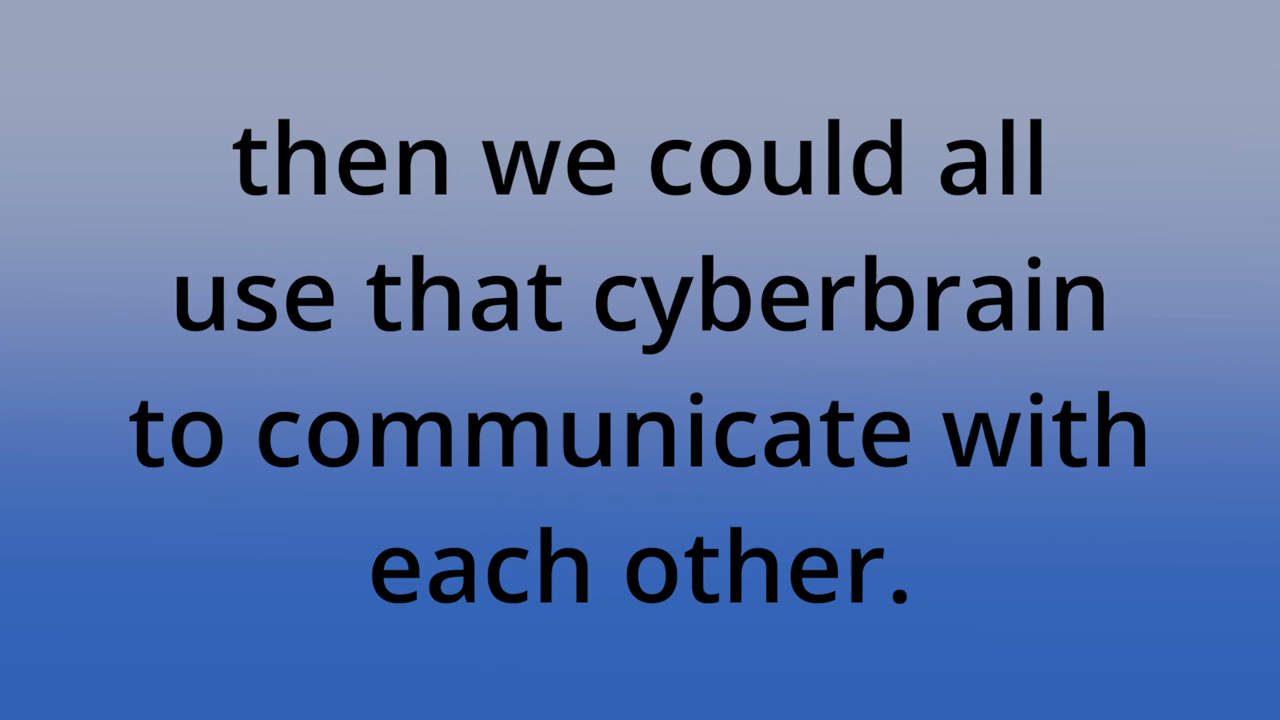 then we could all
use that cyberbrain
to communicate with
each other.